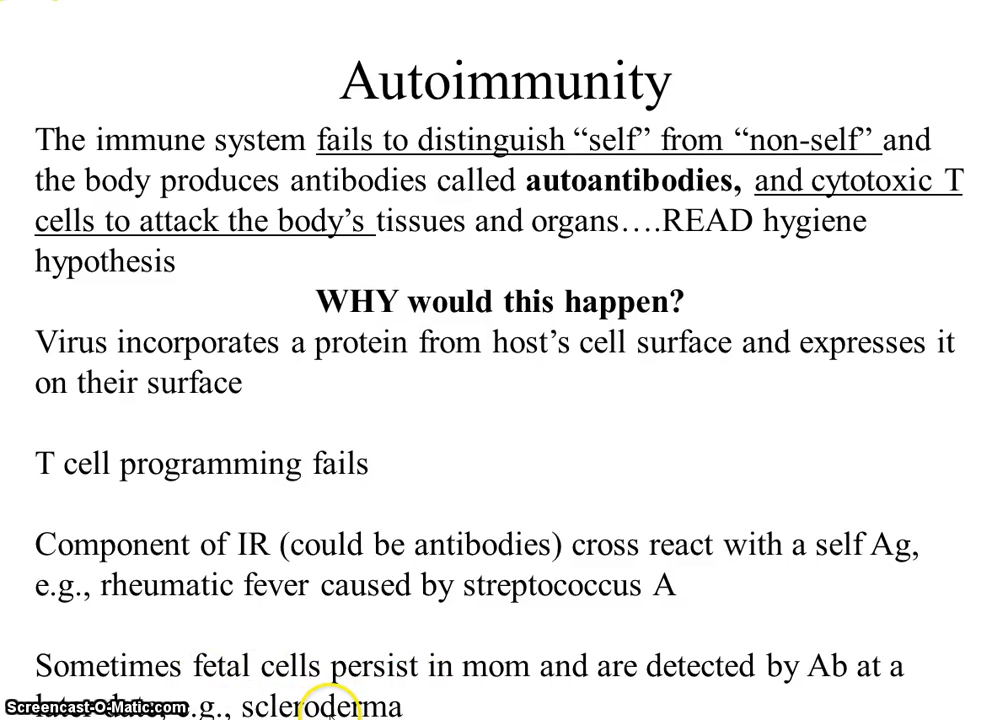 Autoimmunity
The immune system fails to distinguish “self” from “non-self” and
the body produces antibodies called autoantibodies, and cytotoxic T
cells to attack the body’s tissues and organs….READ hygiene
hypothesis
WHY would this happen?
Virus incorporates a protein from host’s cell surface and expresses it
on their surface
T cell programming fails
Component of IR (could be antibodies) cross react with a self Ag,
e.g., rheumatic fever caused by streptococcus A
Sometimes fetal cells persist in mom and are detected by Ab at a
later date, e.g., scleroderma
Screencast-O-Matic.com